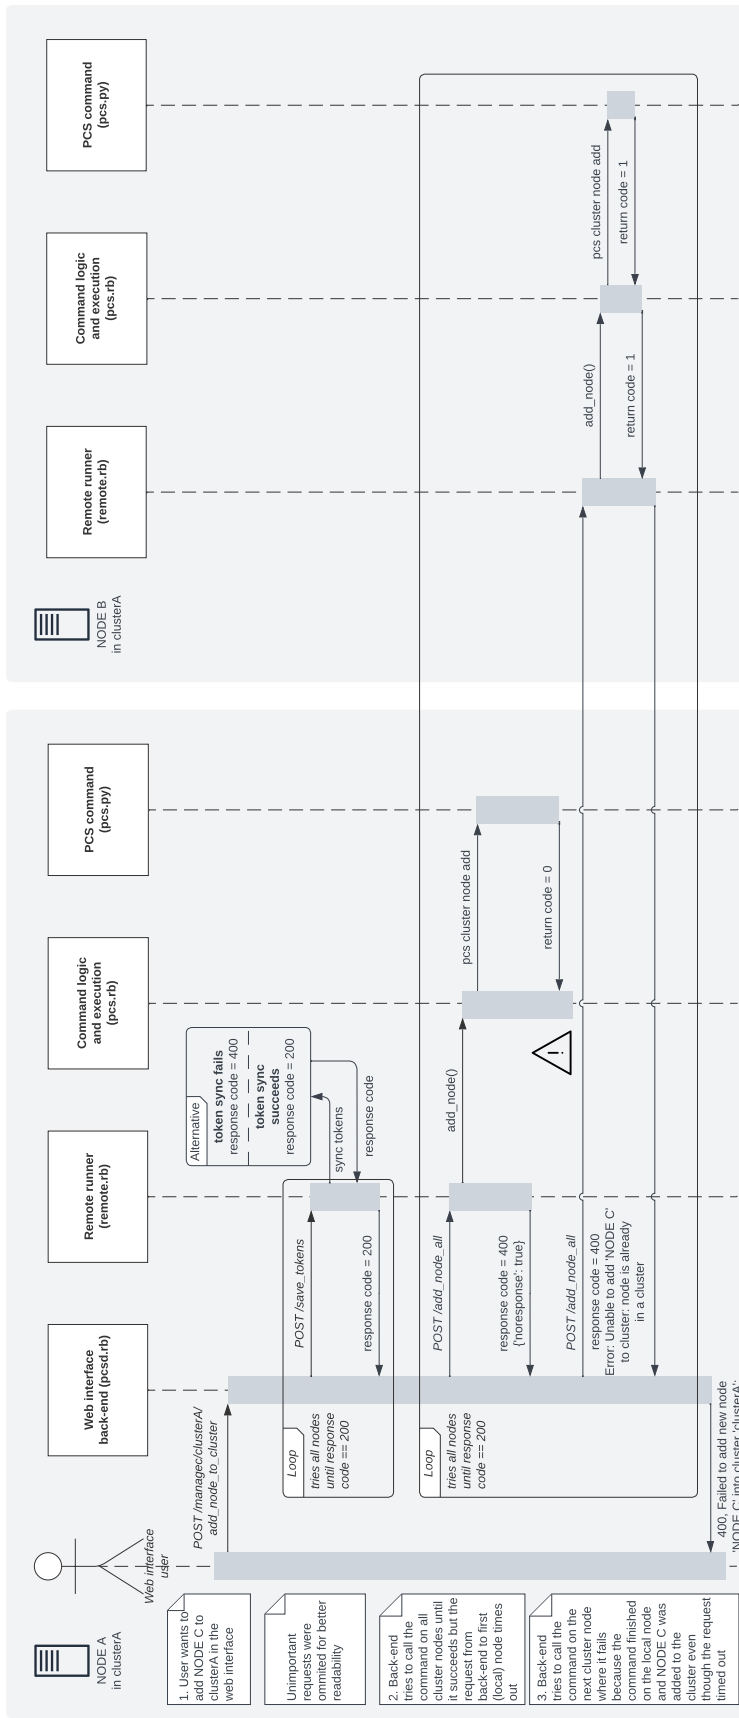 NODE A
in clusterA
Web interface
user
Web interface
back-end (pcsd.rb)
Remote runner
(remote.rb)
Command logic
and execution
(pcs.rb)
PCS command
(pcs.py)
NODE B
in clusterA
Remote runner
(remote.rb)
Command logic
and execution
(pcs.rb)
PCS command
(pcs.py)
1. User wants to
add NODE C to
clusterA in the
web interface
POST /managec/clusterA/
add_node_to_cluster
Alternative
token sync fails
response code = 400
token sync
succeeds
response code = 200
Unimportant
requests were
ommited for better
readability
Loop
tries all nodes
until response
code == 200
POST /save_tokens
response code = 200
sync tokens
response code
2. Back-end
tries to call the
command on all
cluster nodes until
it succeeds but the
request from
back-end to first
(local) node times
out
Loop
tries all nodes
until response
code == 200
POST /add_node_all
response code = 400
{'noresponse': true}
add_node()
pcs cluster node add
return code = 0
3. Back-end
tries to call the
command on the
next cluster node
where it fails
because the
command finished
on the local node
and NODE C was
added to the
cluster even
though the request
timed out
POST /add_node_all
response code = 400
Error: Unable to add 'NODE C'
to cluster: node is already
in a cluster
add_node()
return code = 1
pcs cluster node add
return code = 1
400, Failed to add new node
'NODE C' into cluster 'clusterA':